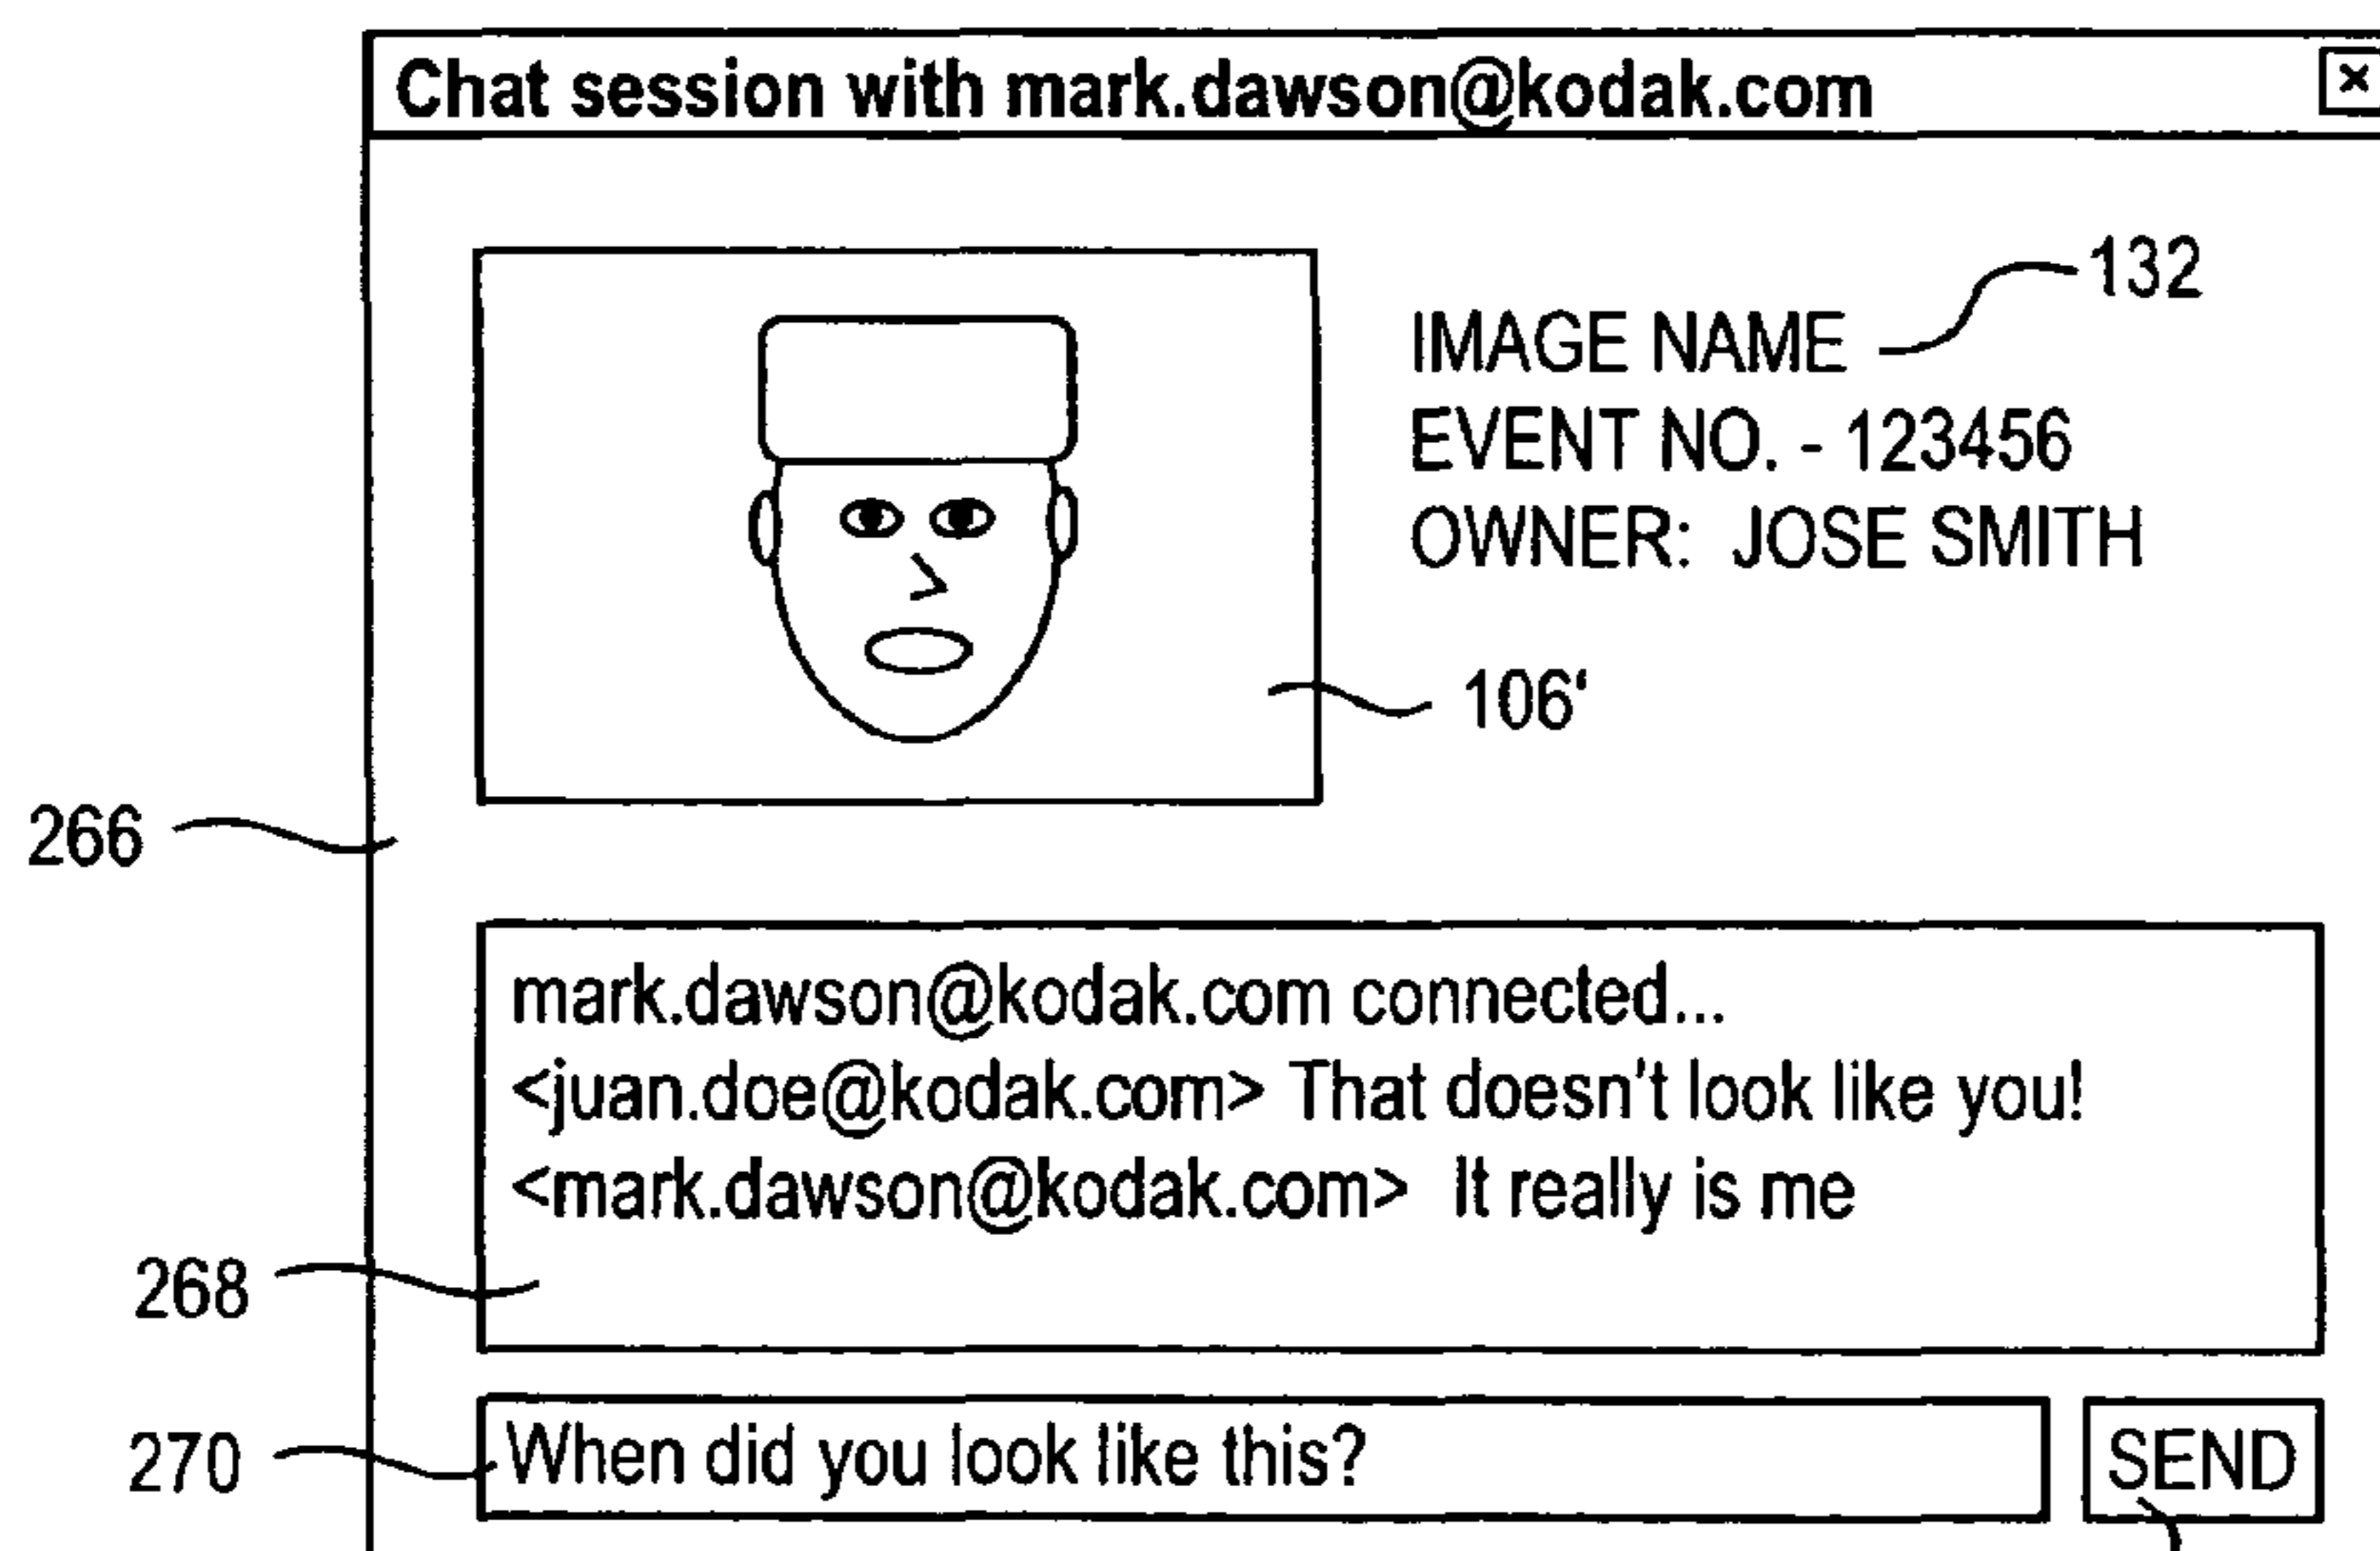 Chat session with mark.dawson@kodak.com
×
132
IMAGE NAME
EVENT NO. - 123456
OWNER: JOSE SMITH
106'
266
mark.dawson@kodak.com connected...
<juan.doe@kodak.com> That doesn't look like you!
<mark.dawson@kodak.com> It really is me
268
270
When did you look like this?
SEND